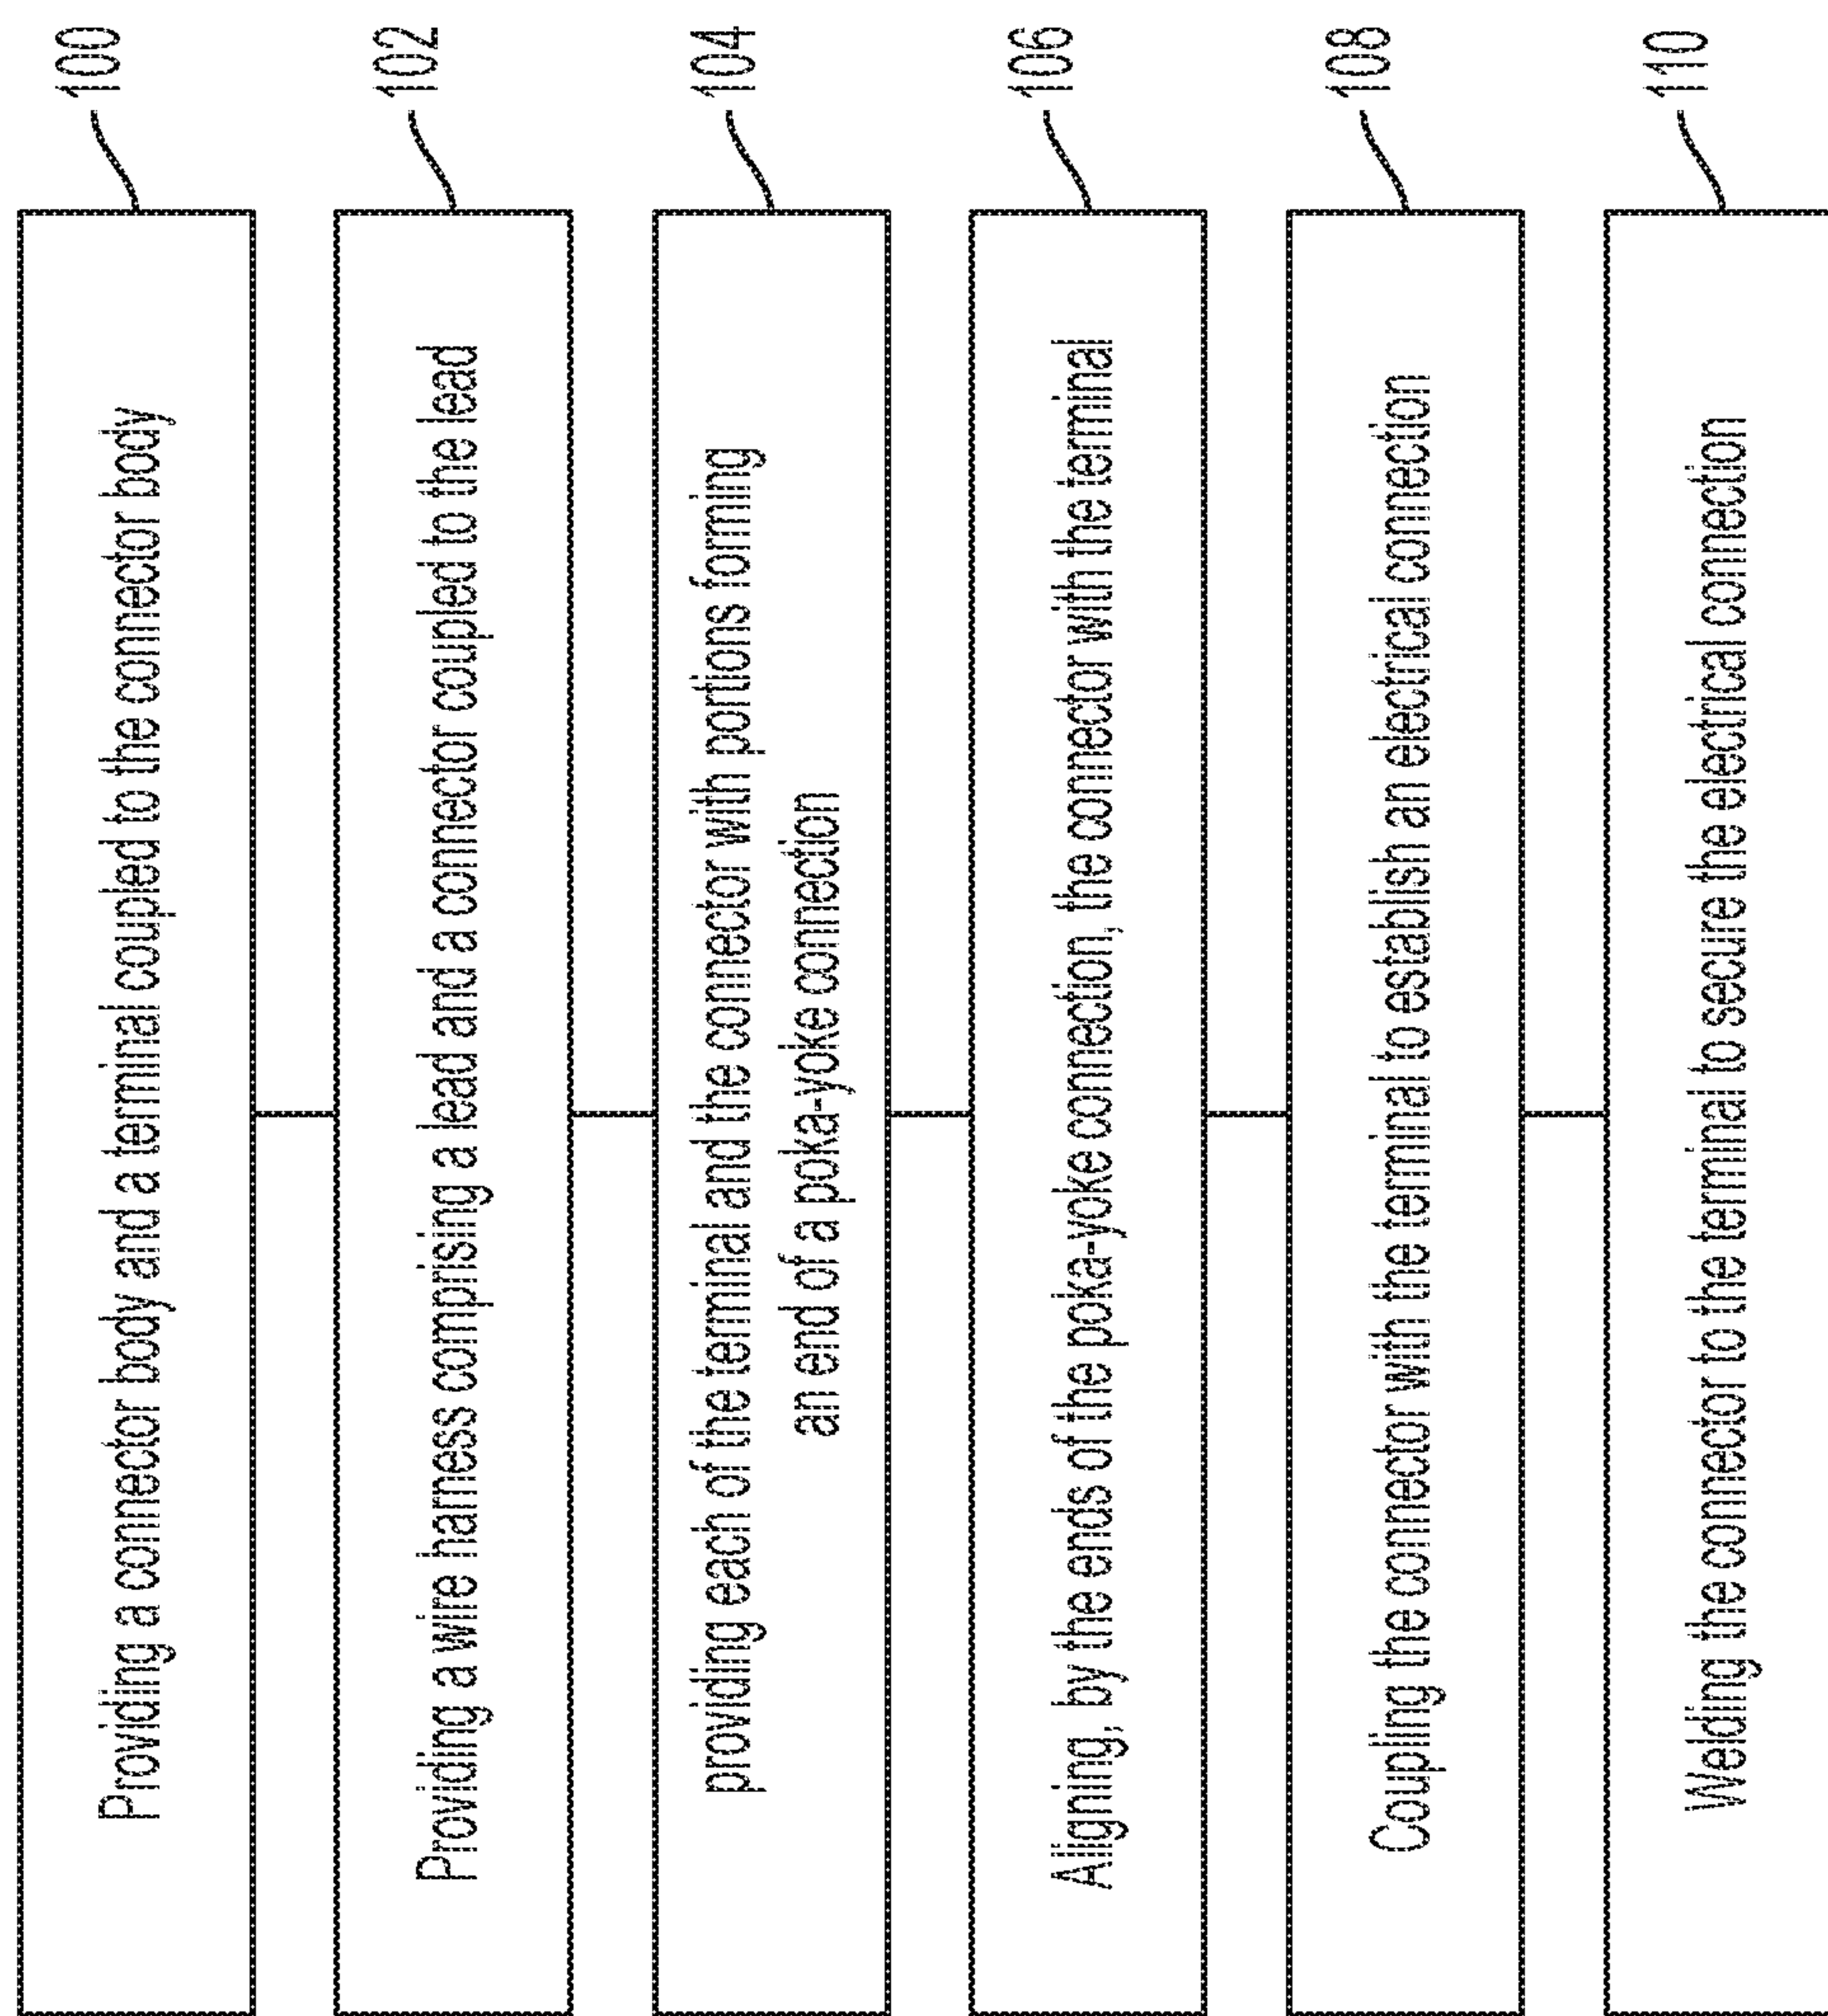 100
Providing a connector body and a terminal coupled to the connector body
102
Providing a wire harness comprising a lead and a connector coupled to the lead
104
providing each of the terminal and the connector with portions forming
an end of a poka-yoke connection
106
Aligning, by the ends of the poka-yoke connection, the connector with the terminal
108
Coupling the connector with the terminal to establish an electrical connection
110
Welding the connector to the terminal to secure the electrical connection